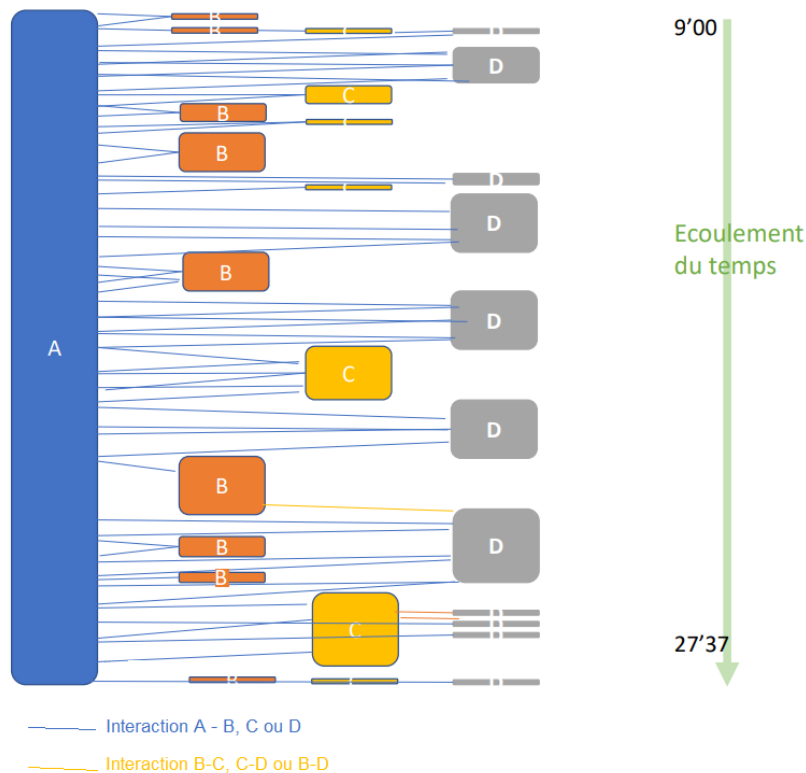 B
B
C
D
9'00
D
C
B
C
B
D
C
D
Ecoulement
du temps
B
D
A
C
D
B
D
B
B
D
C
D
D
27'37
B
C
D
Interaction A - B, C ou D
Interaction B-C, C-D ou B-D